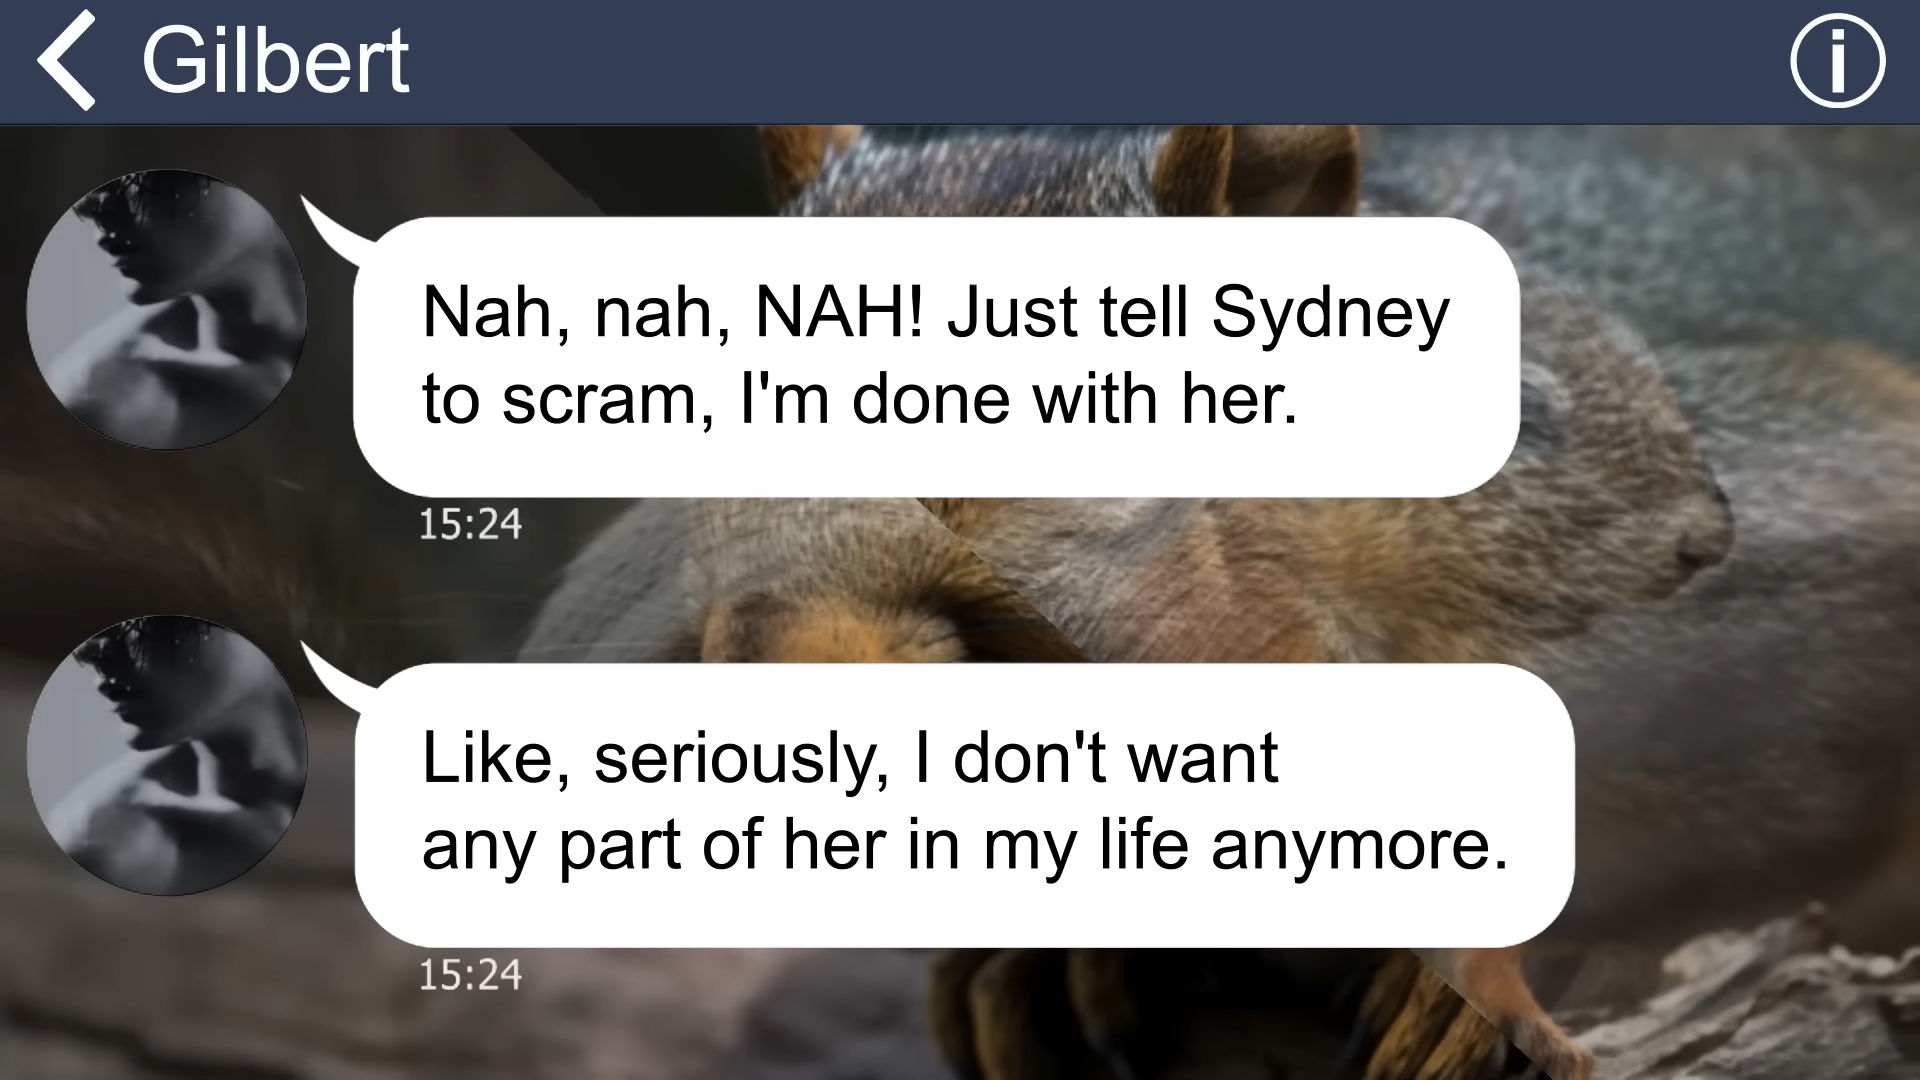 Gilbert
Nah, nah, NAH! Just tell Sydney
to scram, I'm done with her.
15:24
Like, seriously, I don't want
any part of her in my life anymore.
15:24